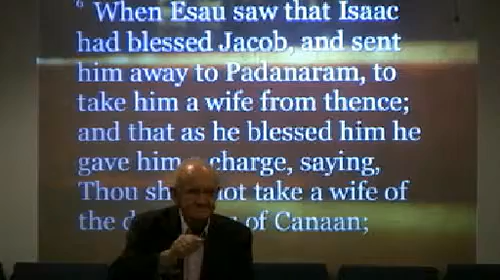 6 When Esau saw that Isaac
had blessed Jacob, and sent
him away to Padanaram, to
take him a wife from thence;
and that as he blessed him he
gave him charge, saying,
Thou not take a wife of
the of Canaan;